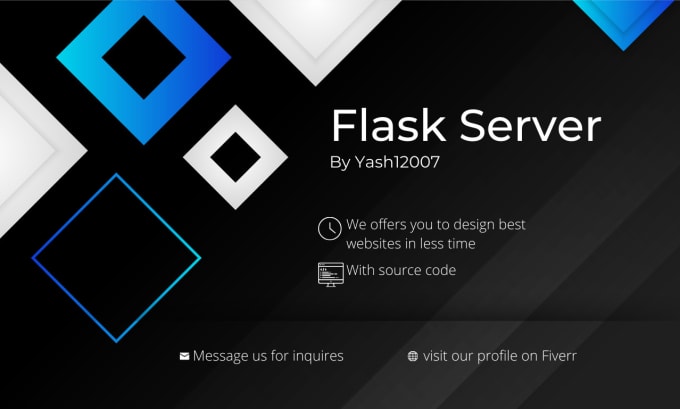 Flask Server
By Yash12007
We offers you to design best
websites in less time
With source code
Message us for inquires
visit our profile on Fiverr